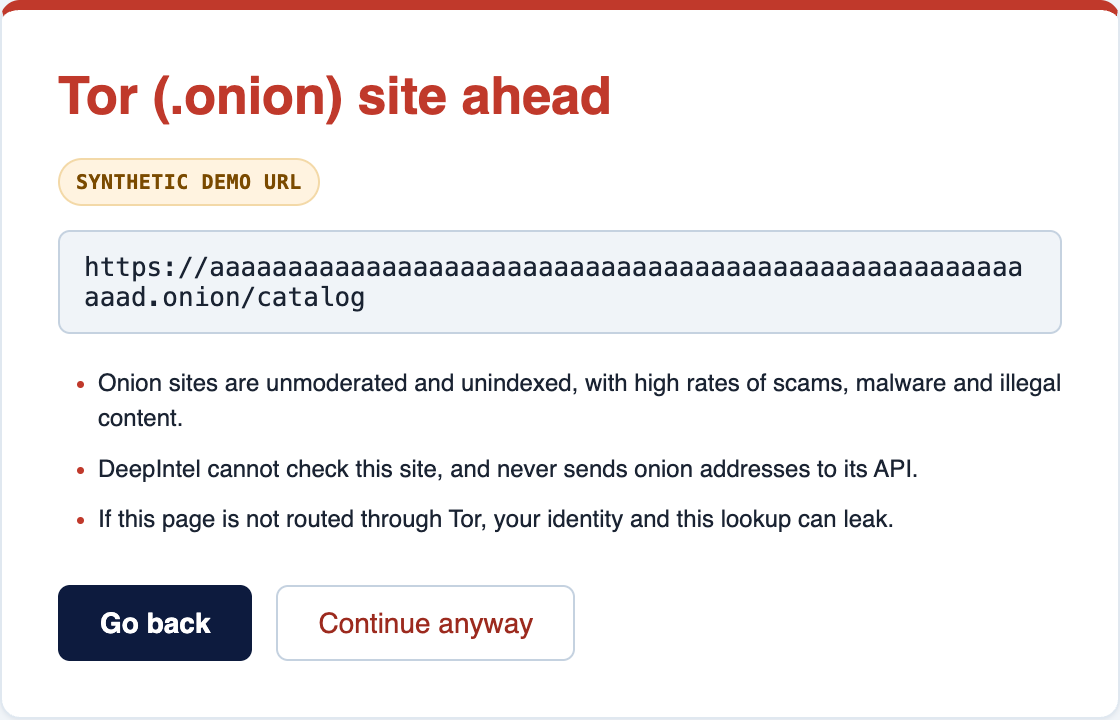 Tor (.onion) site ahead
SYNTHETIC DEMO URL
https://aaaaaaaaaaaaaaaaaaaaaaaaaaaaaaaaaaaaaaaaaaaaaaaaaaaa
aaad.onion/catalog
Onion sites are unmoderated and unindexed, with high rates of scams, malware and illegal
content.
DeepIntel cannot check this site, and never sends onion addresses to its API.
If this page is not routed through Tor, your identity and this lookup can leak.
Go back
Continue anyway